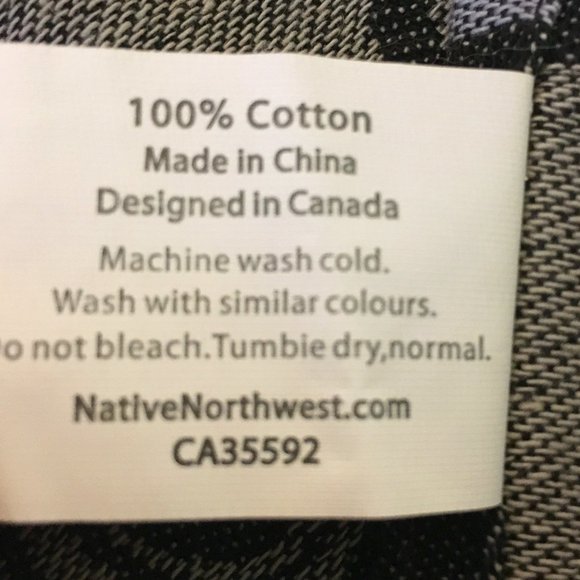 100% Cotton
Made in China
Designed in Canada
Machine wash cold.
Wash with similar colours.
o not bleach.Tumbie dry,normal.
NativeNorthwest.com
CA35592